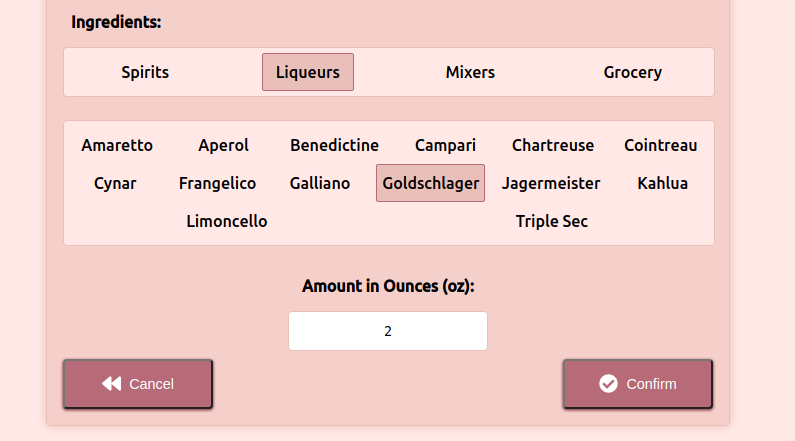 Ingredients:
Spirits Liqueurs Mixers Grocery
Amaretto Aperol Benedictine Campari Chartreuse Cointreau
Cynar Frangelico Galliano Goldschlager Jagermeister Kahlua
Limoncello Triple Sec
Amount in Ounces (oz):
2
Cancel Confirm